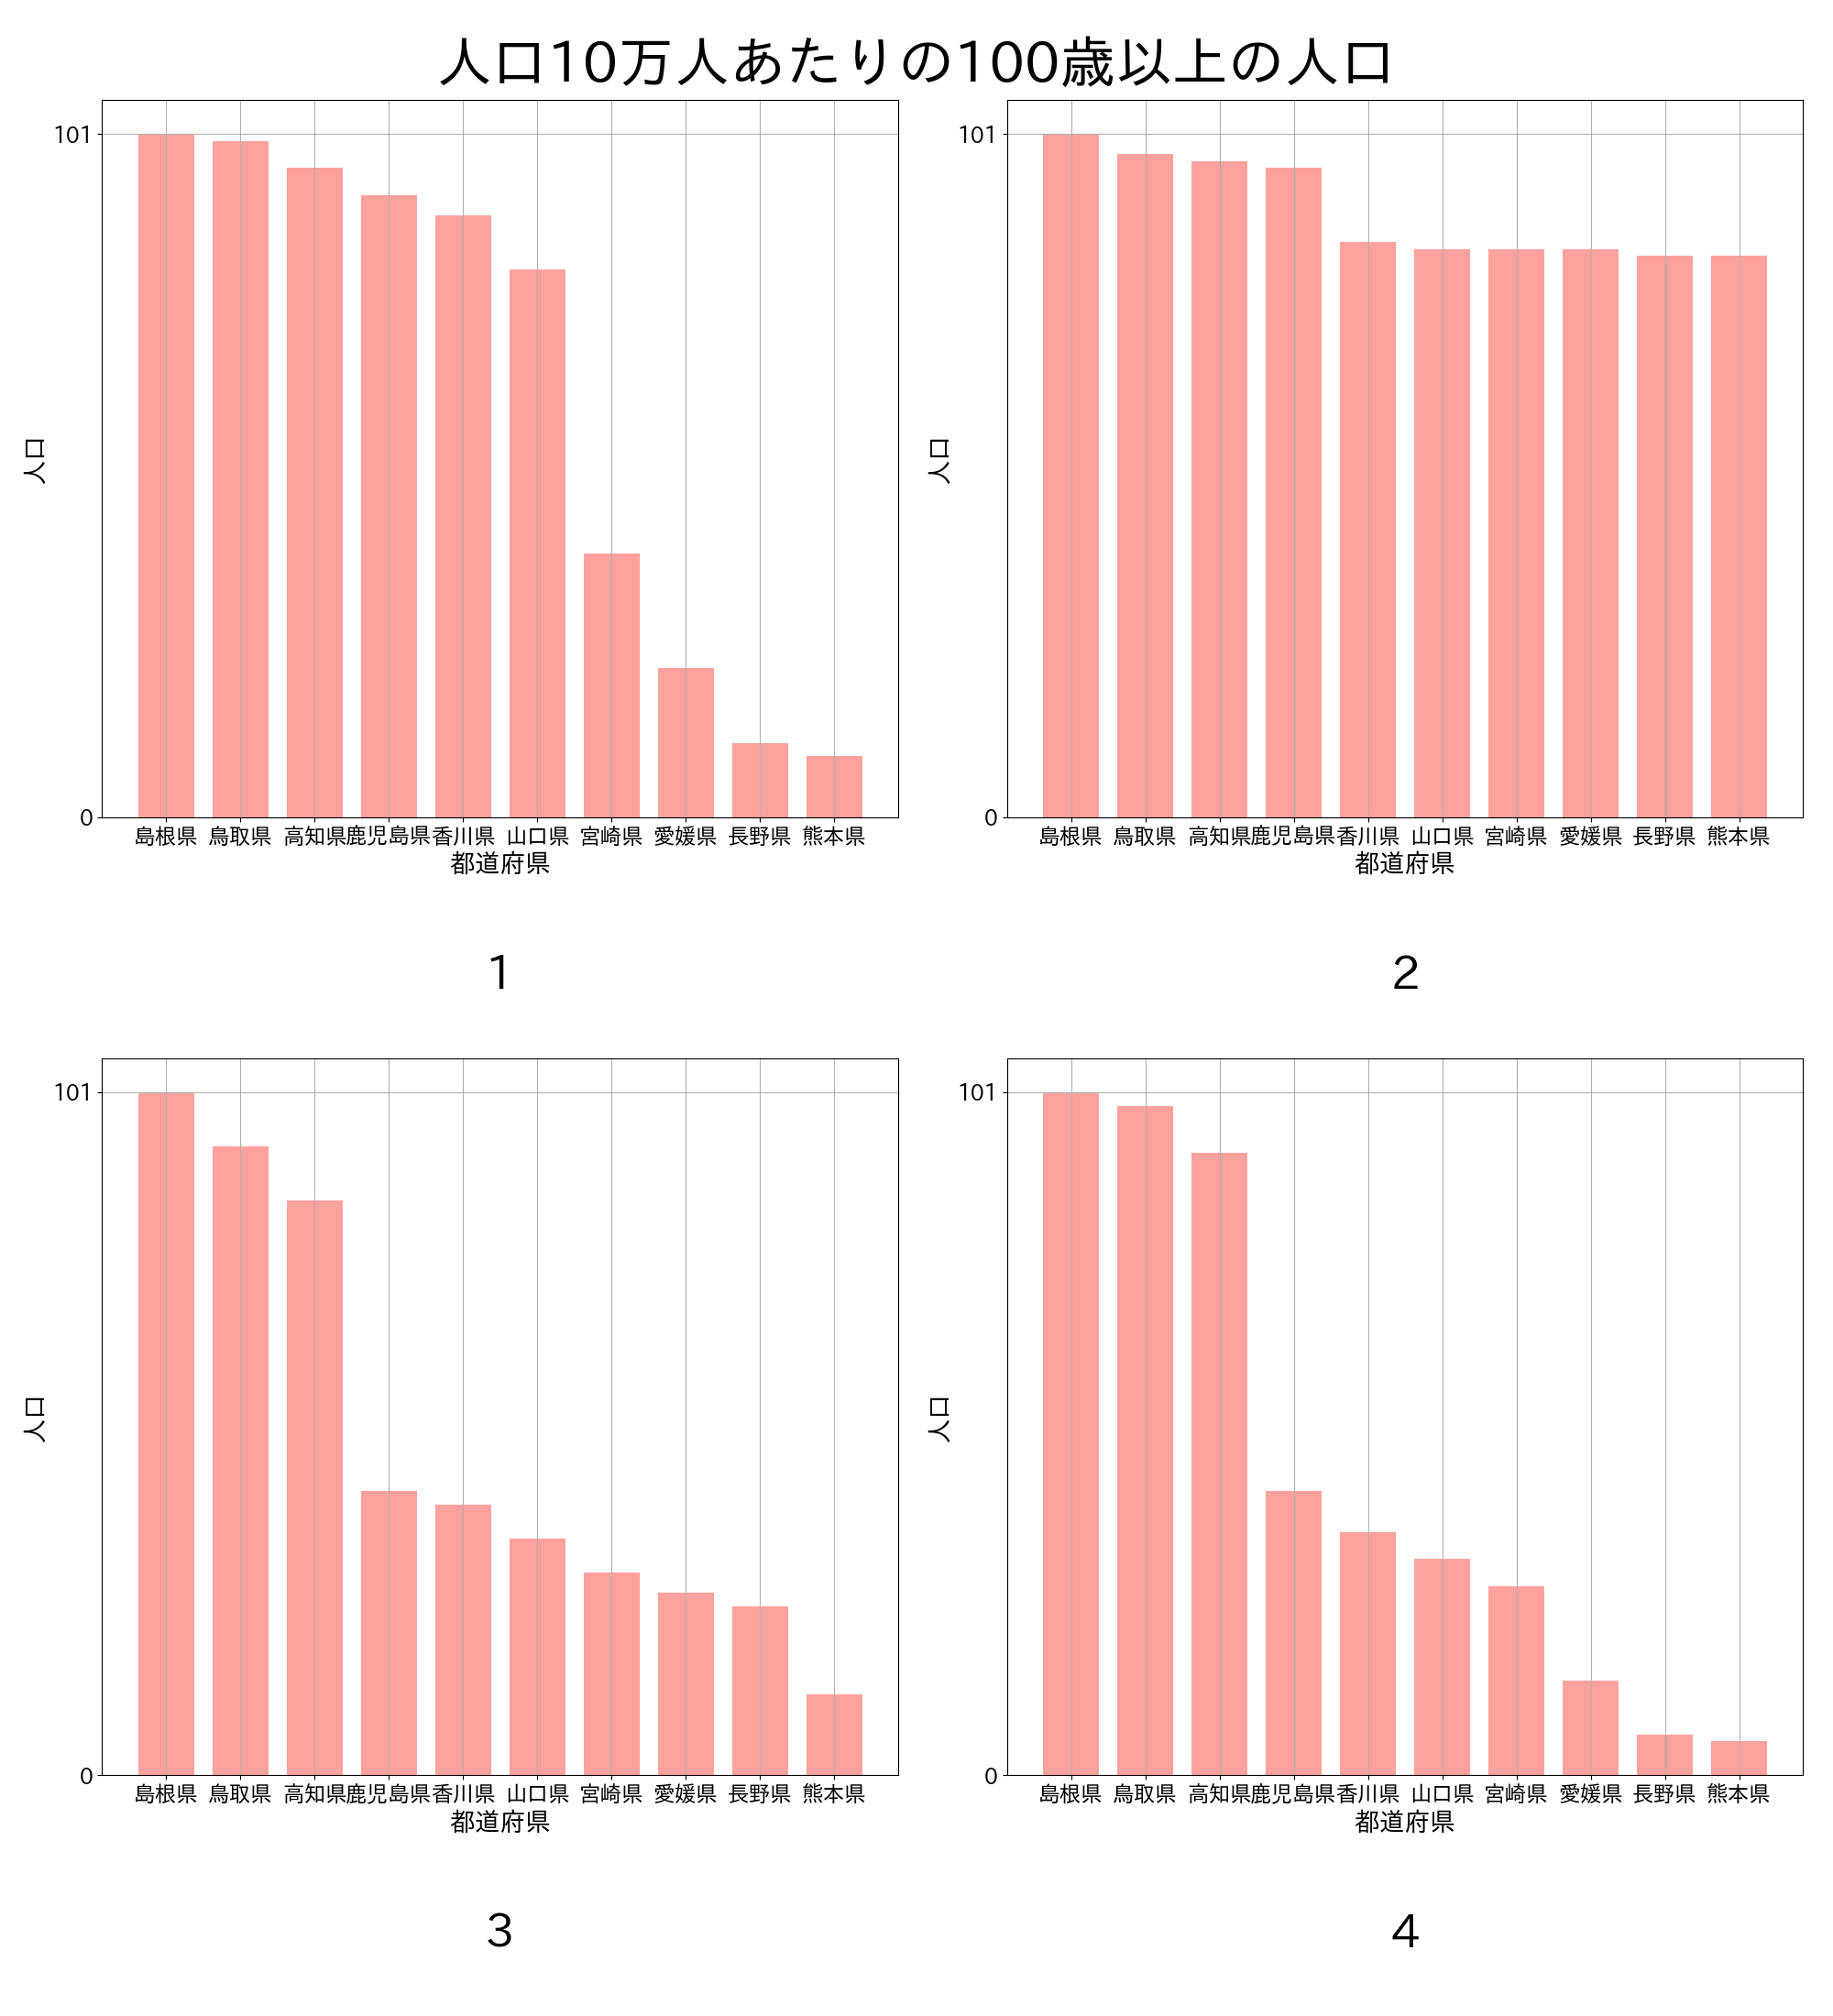 人口10万人あたりの100歳以上の人口
101
人口
0
島根県 鳥取県 高知県 鹿児島県 香川県 山口県 宮崎県 愛媛県 長野県 熊本県
都道府県
1
101
人口
0
島根県 鳥取県 高知県 鹿児島県 香川県 山口県 宮崎県 愛媛県 長野県 熊本県
都道府県
2
101
人口
0
島根県 鳥取県 高知県 鹿児島県 香川県 山口県 宮崎県 愛媛県 長野県 熊本県
都道府県
3
101
人口
0
島根県 鳥取県 高知県 鹿児島県 香川県 山口県 宮崎県 愛媛県 長野県 熊本県
都道府県
4